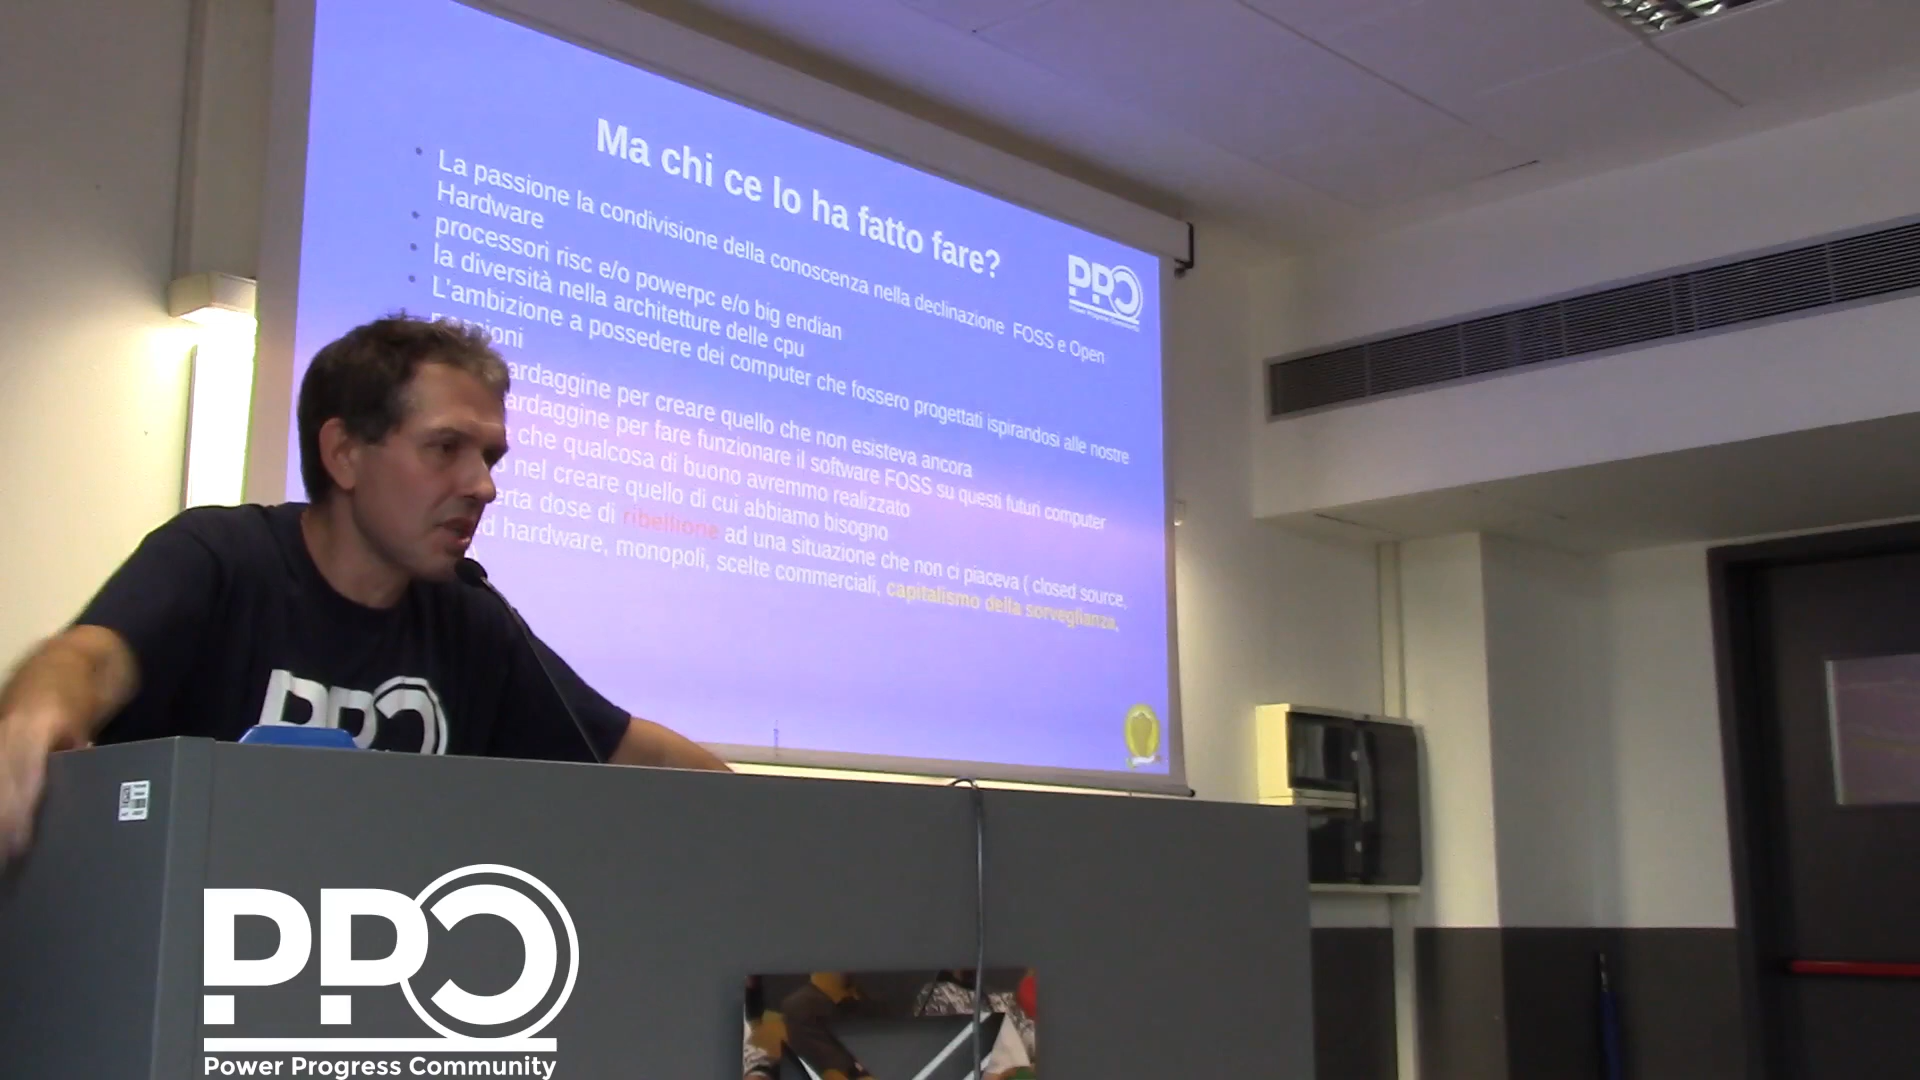 Ma chi ce lo ha fatto fare?
La passione la condivisione della conoscenza nella declinazione FOSS e Open
Hardware
processori risc e/o powerpc e/o big endian
la diversità nella architetture delle cpu
L'ambizione a possedere dei computer che fossero progettati ispirandosi alle nostre
ardaggine per creare quello che non esisteva ancora
ardaggine per fare funzionare il software FOSS su questi futuri computer
che qualcosa di buono avremmo realizzato
nel creare quello di cui abbiamo bisogno
erta dose di ribellione ad una situazione che non ci piaceva ( closed source,
d hardware, monopoli, scelte commerciali, capitalismo della sorveglianza,
PPC
Power Progress Community
PPC
PPC
Power Progress Community